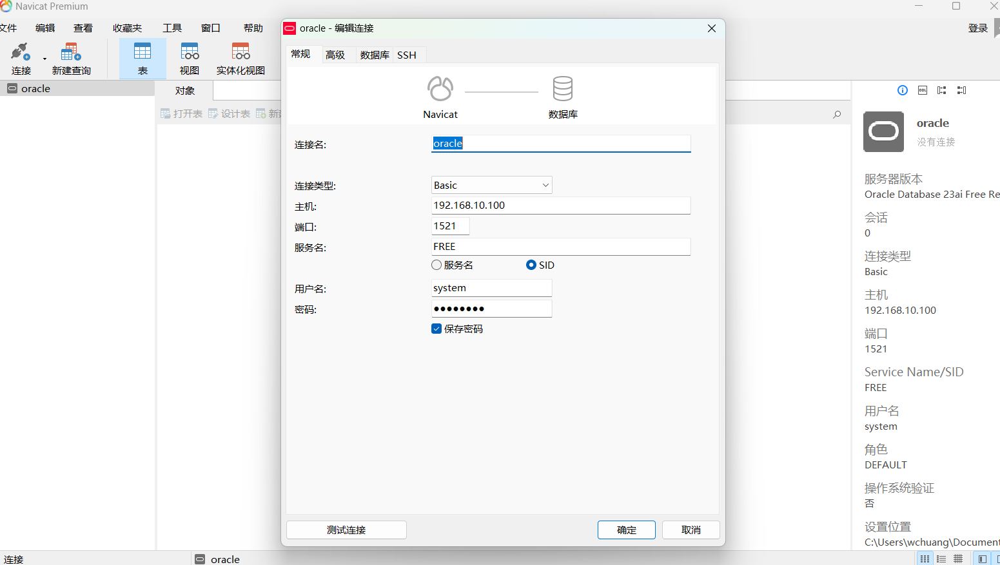 Navicat Premium
文件 编辑 查看 收藏夹 工具 窗口 帮助
登录
连接 新建查询 表 视图 实体化视图
oracle
对象
打开表 设计表 新建
oracle - 编辑连接
常规 高级 数据库 SSH
Navicat 数据库
连接名: oracle
连接类型: Basic
主机: 192.168.10.100
端口: 1521
服务名: FREE
服务名 SID
用户名: system
密码: ●●●●●●●●
保存密码
测试连接 确定 取消
DDL
oracle
没有连接
服务器版本
Oracle Database 23ai Free Re
会话
0
连接类型
Basic
主机
192.168.10.100
端口
1521
Service Name/SID
FREE
用户名
system
角色
DEFAULT
操作系统验证
否
设置位置
C:\Users\wchuang\Document
连接 oracle